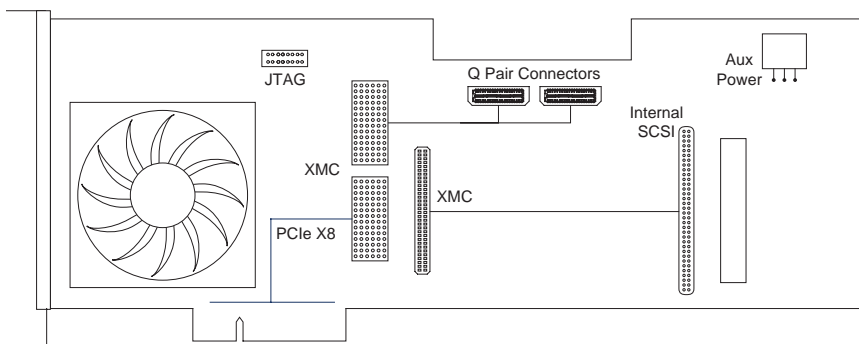 JTAG
Q Pair Connectors
Aux
Power
Internal
SCSI
XMC
XMC
PCIe X8